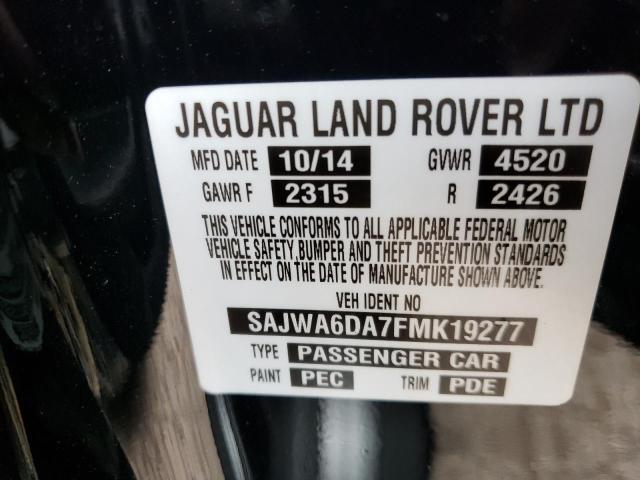 JAGUAR LAND ROVER LTD
MFD DATE 10/14 GVWR 4520
GAWR F 2315 R 2426
THIS VEHICLE CONFORMS TO ALL APPLICABLE FEDERAL MOTOR
VEHICLE SAFETY, BUMPER AND THEFT PREVENTION STANDARDS
IN EFFECT ON THE DATE OF MANUFACTURE SHOWN ABOVE.
VEH IDENT NO
SAJWA6DA7FMK19277
TYPE PASSENGER CAR
PAINT PEC TRIM PDE